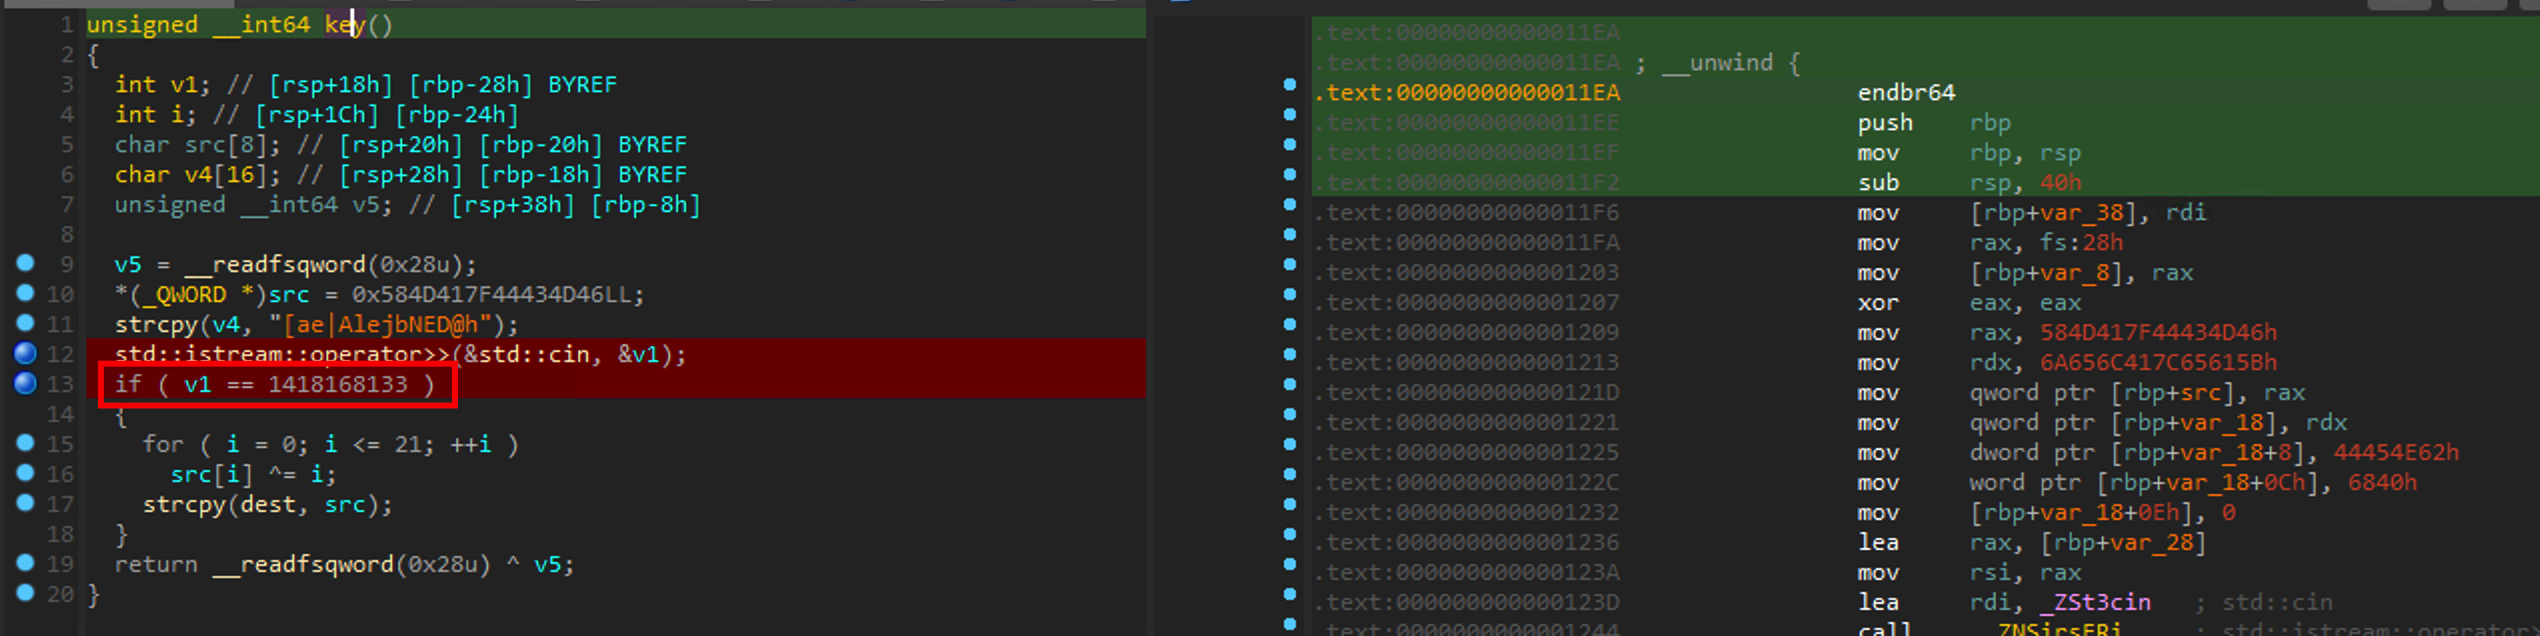 1 unsigned __int64 key()
2 {
3 int v1; // [rsp+18h] [rbp-28h] BYREF
4 int i; // [rsp+1Ch] [rbp-24h]
5 char src[8]; // [rsp+20h] [rbp-20h] BYREF
6 char v4[16]; // [rsp+28h] [rbp-18h] BYREF
7 unsigned __int64 v5; // [rsp+38h] [rbp-8h]
8
9 v5 = __readfsqword(0x28u);
10 *(_QWORD *)src = 0x584D417F44434D46LL;
11 strcpy(v4, "[ae|AlejbNED@h");
12 std::istream::operator>>(&std::cin, &v1);
13 if ( v1 == 1418168133 )
14 {
15 for ( i = 0; i <= 21; ++i )
16 src[i] ^= i;
17 strcpy(dest, src);
18 }
19 return __readfsqword(0x28u) ^ v5;
20 }
.text:00000000000011EA
.text:00000000000011EA ; __unwind {
.text:00000000000011EA endbr64
.text:00000000000011EE push rbp
.text:00000000000011EF mov rbp, rsp
.text:00000000000011F2 sub rsp, 40h
.text:00000000000011F6 mov [rbp+var_38], rdi
.text:00000000000011FA mov rax, fs:28h
.text:0000000000001203 mov [rbp+var_8], rax
.text:0000000000001207 xor eax, eax
.text:0000000000001209 mov rax, 584D417F44434D46h
.text:0000000000001213 mov rdx, 6A656C417C65615Bh
.text:000000000000121D mov qword ptr [rbp+src], rax
.text:0000000000001221 mov qword ptr [rbp+var_18], rdx
.text:0000000000001225 mov dword ptr [rbp+var_18+8], 44454E62h
.text:000000000000122C mov word ptr [rbp+var_18+0Ch], 6840h
.text:0000000000001232 mov [rbp+var_18+0Eh], 0
.text:0000000000001236 lea rax, [rbp+var_28]
.text:000000000000123A mov rsi, rax
.text:000000000000123D lea rdi, _ZSt3cin ; std::cin
.text:0000000000001244 call _ZNSirsERi ; std::istream::operator